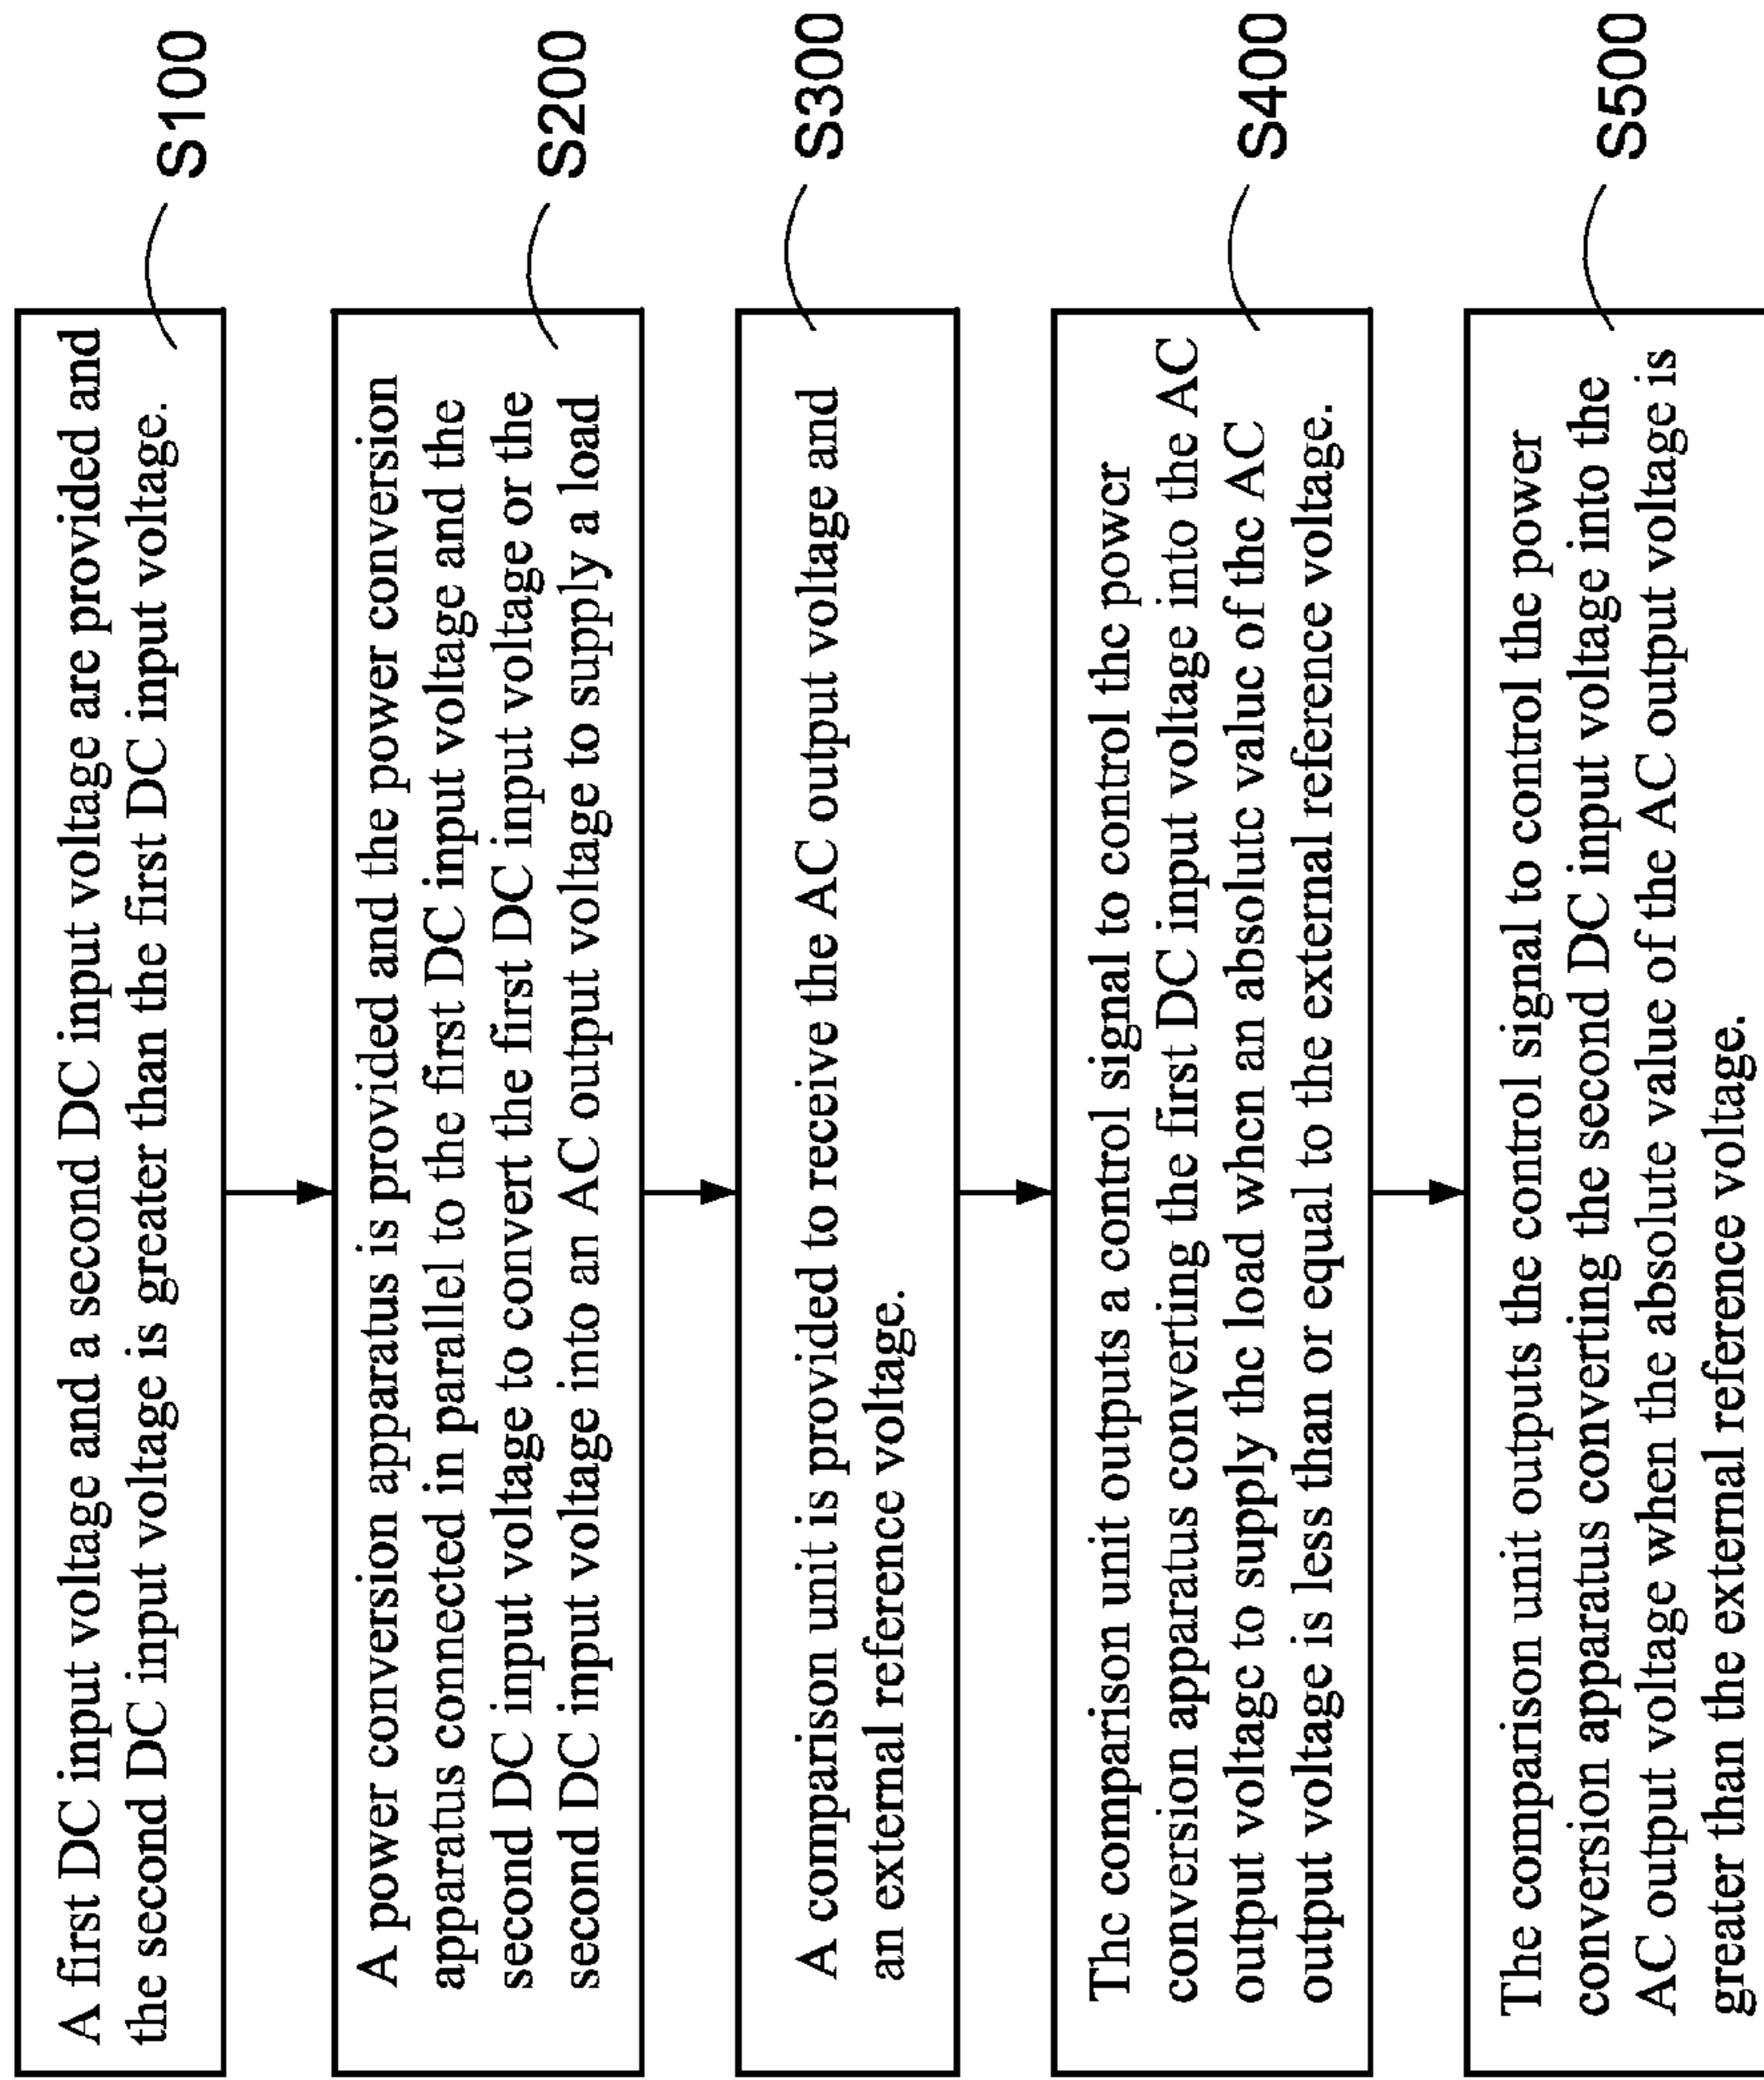 A first DC input voltage and a second DC input voltage are provided and
the second DC input voltage is greater than the first DC input voltage.
S100
A power conversion apparatus is provided and the power conversion
apparatus connected in parallel to the first DC input voltage and the
second DC input voltage to convert the first DC input voltage or the
second DC input voltage into an AC output voltage to supply a load
S200
A comparison unit is provided to receive the AC output voltage and
an external reference voltage.
S300
The comparison unit outputs a control signal to control the power
conversion apparatus converting the first DC input voltage into the AC
output voltage to supply the load when an absolute value of the AC
output voltage is less than or equal to the external reference voltage.
S400
The comparison unit outputs the control signal to control the power
conversion apparatus converting the second DC input voltage into the
AC output voltage when the absolute value of the AC output voltage is
greater than the external reference voltage.
S500